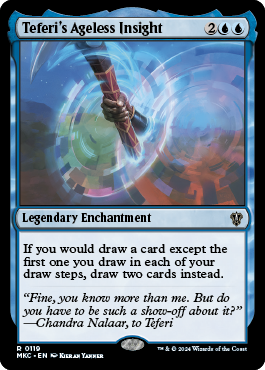 Teferi's Ageless Insight 2
Legendary Enchantment
If you would draw a card except the
first one you draw in each of your
draw steps, draw two cards instead.
“Fine, you know more than me. But do
you have to be such a show-off about it?”
—Chandra Nalaar, to Teferi
R 0119
MKC • EN Kieran Yanner
™ & © 2024 Wizards of the Coast